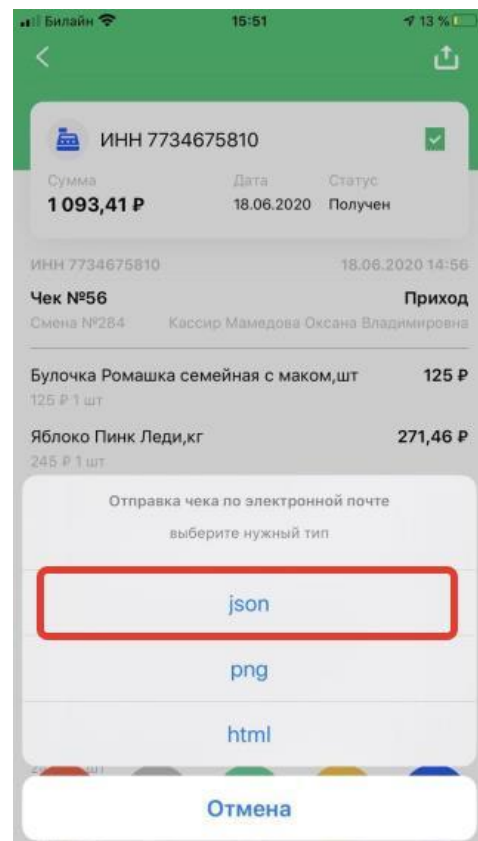 Билайн 15:51 13 %
ИНН 7734675810
Сумма Дата Статус
1 093,41 ₽ 18.06.2020 Получен
ИНН 7734675810 18.06.2020 14:56
Чек №56 Приход
Смена №284 Кассир Мамедова Оксана Владимировна
Булочка Ромашка семейная с маком,шт 125 ₽
125 ₽ 1 шт
Яблоко Пинк Леди,кг 271,46 ₽
245 ₽ 1 шт
Отправка чека по электронной почте
выберите нужный тип
json
png
html
Отмена